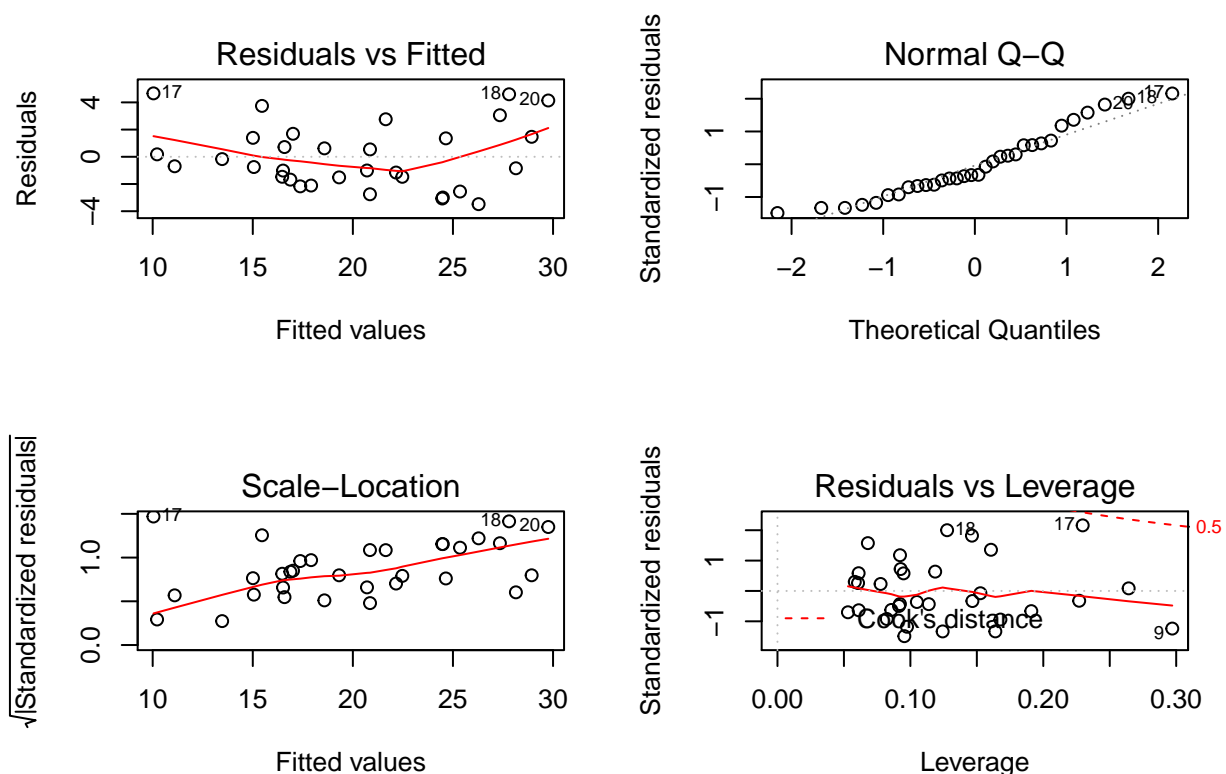 Residuals vs Fitted
Residuals
4
0
−4
17
18
20
10 15 20 25 30
Fitted values
Normal Q−Q
Standardized residuals
1
−1
20
18
17
−2 −1 0 1 2
Theoretical Quantiles
Scale−Location
√|Standardized residuals|
1.0
0.0
17
18
20
10 15 20 25 30
Fitted values
Residuals vs Leverage
Standardized residuals
1
−1
18
17
0.5
Cook's distance
9
0.00 0.10 0.20 0.30
Leverage